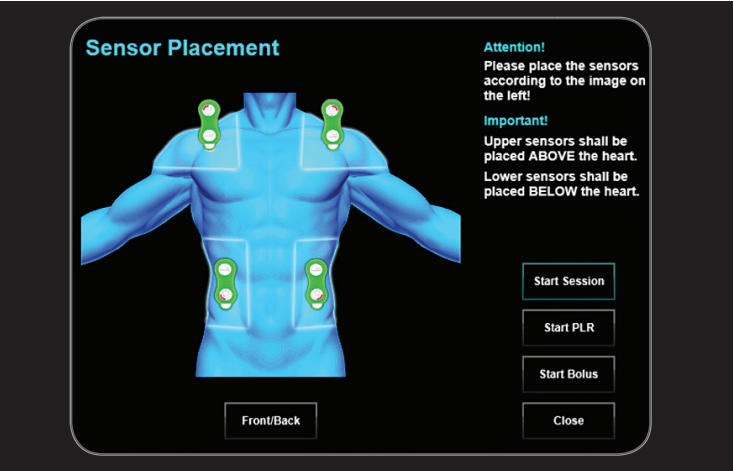 Sensor Placement
Attention!
Please place the sensors
according to the image on
the left!
Important!
Upper sensors shall be
placed ABOVE the heart.
Lower sensors shall be
placed BELOW the heart.
Start Session
Start PLR
Start Bolus
Front/Back
Close